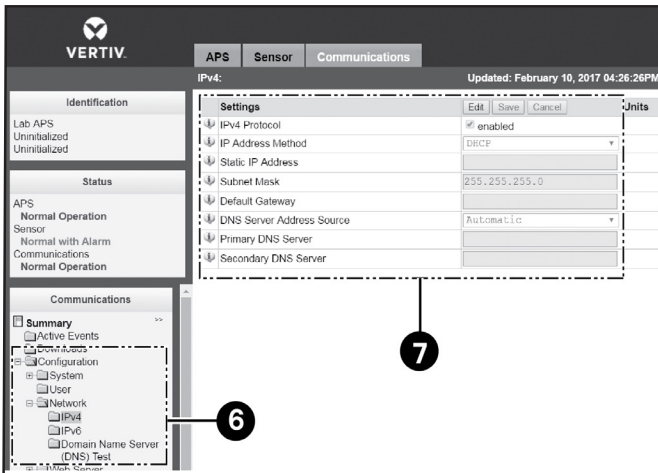 VERTIV.
APS Sensor Communications
IPv4: Updated: February 10, 2017 04:26:26PM
Identification
Lab APS
Uninitialized
Uninitialized
Status
APS
Normal Operation
Sensor
Normal with Alarm
Communications
Normal Operation
Communications
Summary >>
Active Events
Downloads
Configuration
System
User
Network
IPv4
IPv6
Domain Name Server
(DNS) Test
Web Server
6
Settings Edit Save Cancel Units
IPv4 Protocol enabled
IP Address Method DHCP
Static IP Address
Subnet Mask 255.255.255.0
Default Gateway
DNS Server Address Source Automatic
Primary DNS Server
Secondary DNS Server
7